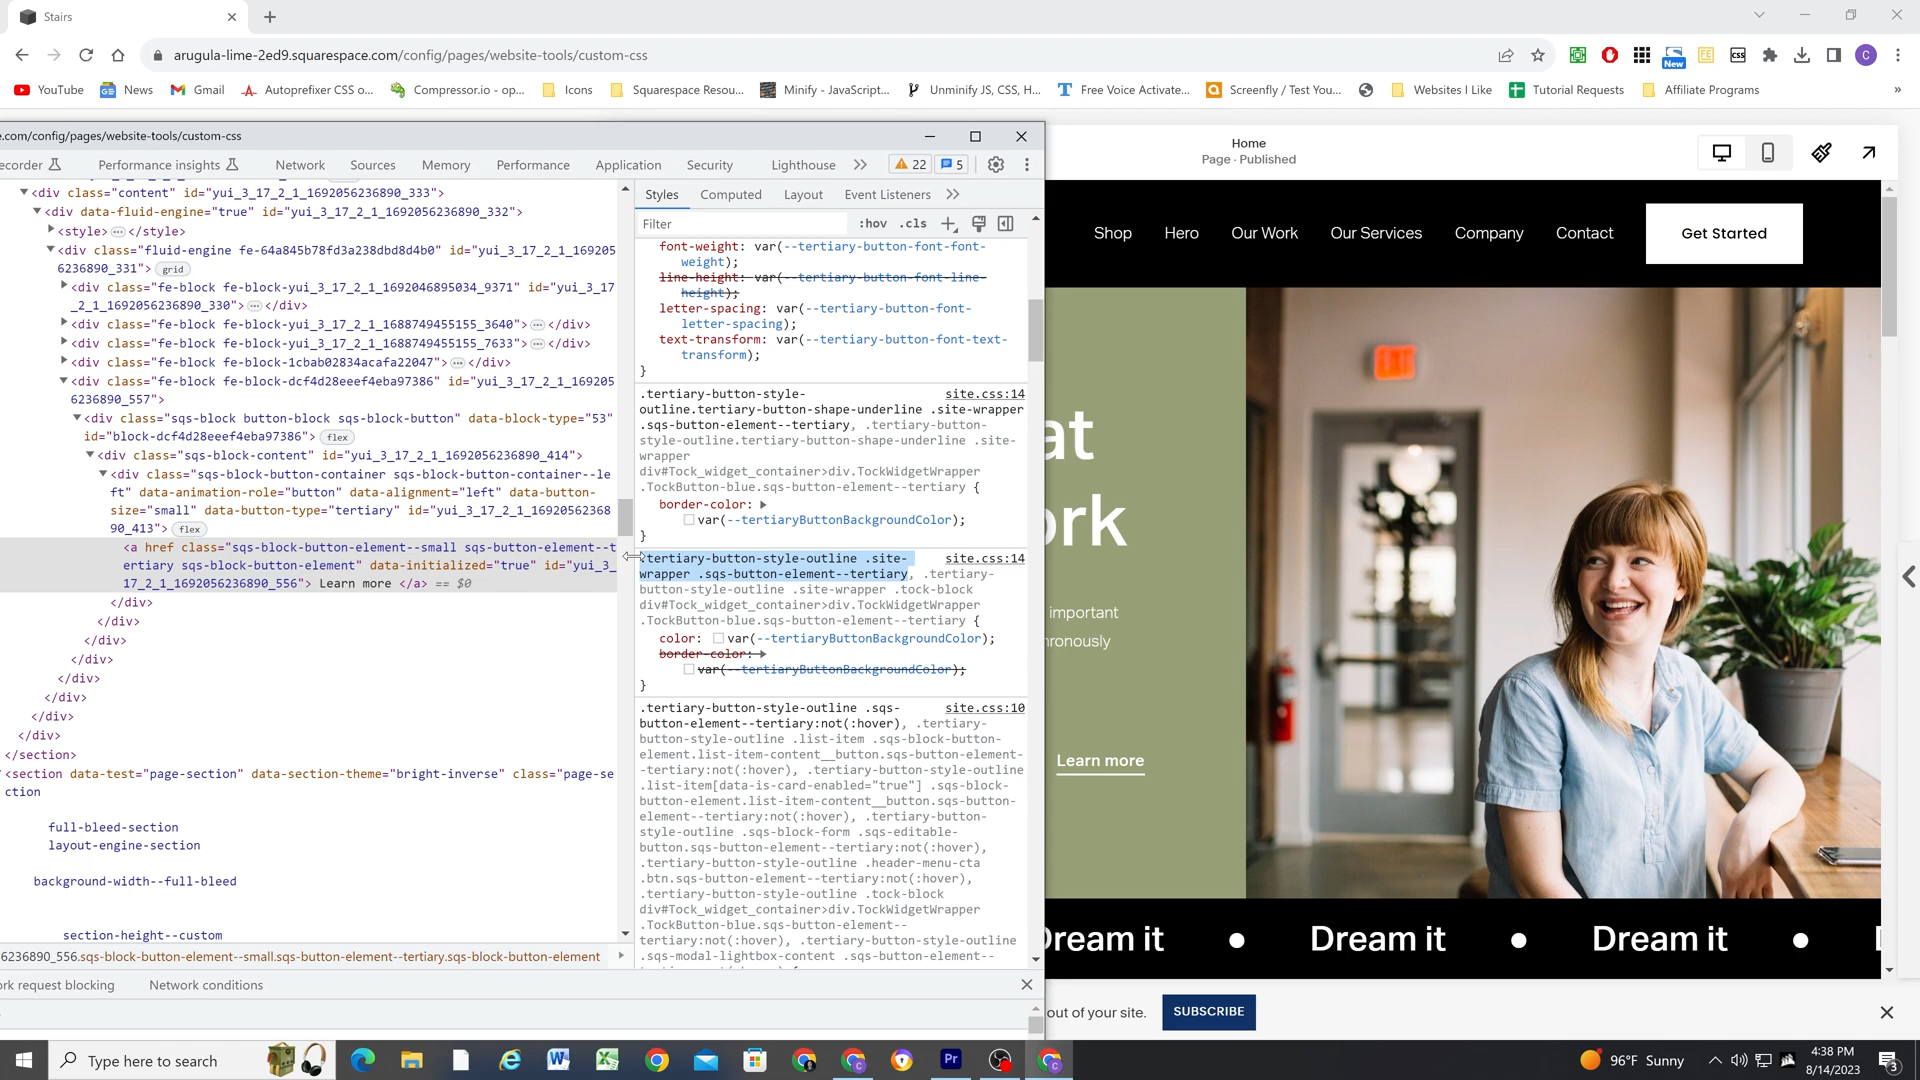 Stairs
arugula-lime-2ed9.squarespace.com/config/pages/website-tools/custom-css
New
C
YouTube
News
Gmail
Autoprefixer CSS o...
Compressor.io - op...
Icons
Squarespace Resou...
Minify - JavaScript...
Unminify JS, CSS, H...
Free Voice Activate...
Screenfly / Test You...
Websites I Like
Tutorial Requests
Affiliate Programs
e.com/config/pages/website-tools/custom-css
ecorder
Performance insights
Network
Sources
Memory
Performance
Application
Security
Lighthouse
22
5
<div class="content" id="yui_3_17_2_1_1692056236890_333">
<div data-fluid-engine="true" id="yui_3_17_2_1_1692056236890_332">
<style> </style>
<div class="fluid-engine fe-64a845b78fd3a238dbd8d4b0" id="yui_3_17_2_1_169205
6236890_331"> grid
<div class="fe-block fe-block-yui_3_17_2_1_1692046895034_9371" id="yui_3_17
_2_1_1692056236890_330"> </div>
<div class="fe-block fe-block-yui_3_17_2_1_1688749455155_3640"> </div>
<div class="fe-block fe-block-yui_3_17_2_1_1688749455155_7633"> </div>
<div class="fe-block fe-block-1cbab02834acafa22047"> </div>
<div class="fe-block fe-block-dcf4d28eeef4eba97386" id="yui_3_17_2_1_169205
6236890_557">
<div class="sqs-block button-block sqs-block-button" data-block-type="53"
id="block-dcf4d28eeef4eba97386"> flex
<div class="sqs-block-content" id="yui_3_17_2_1_1692056236890_414">
<div class="sqs-block-button-container sqs-block-button-container--le
ft" data-animation-role="button" data-alignment="left" data-button-
size="small" data-button-type="tertiary" id="yui_3_17_2_1_16920562368
90_413"> flex
<a href class="sqs-block-button-element--small sqs-button-element--t
ertiary sqs-block-button-element" data-initialized="true" id="yui_3_
17_2_1_1692056236890_556"> Learn more </a> == $0
</div>
</div>
</div>
</div>
</div>
</div>
</div>
</div>
</section>
<section data-test="page-section" data-section-theme="bright-inverse" class="page-se
ction
full-bleed-section
layout-engine-section
background-width--full-bleed
section-height--custom
6236890_556.sqs-block-button-element--small.sqs-button-element--tertiary.sqs-block-button-element
ork request blocking
Network conditions
Styles
Computed
Layout
Event Listeners
Filter
:hov
.cls
font-weight: var(--tertiary-button-font-font-
weight);
line-height: var(--tertiary-button-font-line-
height);
letter-spacing: var(--tertiary-button-font-
letter-spacing);
text-transform: var(--tertiary-button-font-text-
transform);
}
.tertiary-button-style- site.css:14
outline.tertiary-button-shape-underline .site-wrapper
.sqs-button-element--tertiary, .tertiary-button-
style-outline.tertiary-button-shape-underline .site-
wrapper
div#Tock_widget_container>div.TockWidgetWrapper
.TockButton-blue.sqs-button-element--tertiary {
border-color:
var(--tertiaryButtonBackgroundColor);
}
.tertiary-button-style-outline .site- site.css:14
wrapper .sqs-button-element--tertiary, .tertiary-
button-style-outline .site-wrapper .tock-block
div#Tock_widget_container>div.TockWidgetWrapper
.TockButton-blue.sqs-button-element--tertiary {
color: var(--tertiaryButtonBackgroundColor);
border-color:
var(--tertiaryButtonBackgroundColor);
}
.tertiary-button-style-outline .sqs- site.css:10
button-element--tertiary:not(:hover), .tertiary-
button-style-outline .list-item .sqs-block-button-
element.list-item-content__button.sqs-button-element-
-tertiary:not(:hover), .tertiary-button-style-outline
.list-item[data-is-card-enabled="true"] .sqs-block-
button-element.list-item-content__button.sqs-button-
element--tertiary:not(:hover), .tertiary-button-
style-outline .sqs-block-form .sqs-editable-
button.sqs-button-element--tertiary:not(:hover),
.tertiary-button-style-outline .header-menu-cta
.btn.sqs-button-element--tertiary:not(:hover),
.tertiary-button-style-outline .tock-block
div#Tock_widget_container>div.TockWidgetWrapper
.TockButton-blue.sqs-button-element--
tertiary:not(:hover), .tertiary-button-style-outline
.sqs-modal-lightbox-content .sqs-button-element--
Home
Page · Published
Shop
Hero
Our Work
Our Services
Company
Contact
Get Started
at
ork
important
nronously
Learn more
Dream it
Dream it
Dream it
out of your site.
SUBSCRIBE
Type here to search
96°F Sunny
4:38 PM
8/14/2023
3